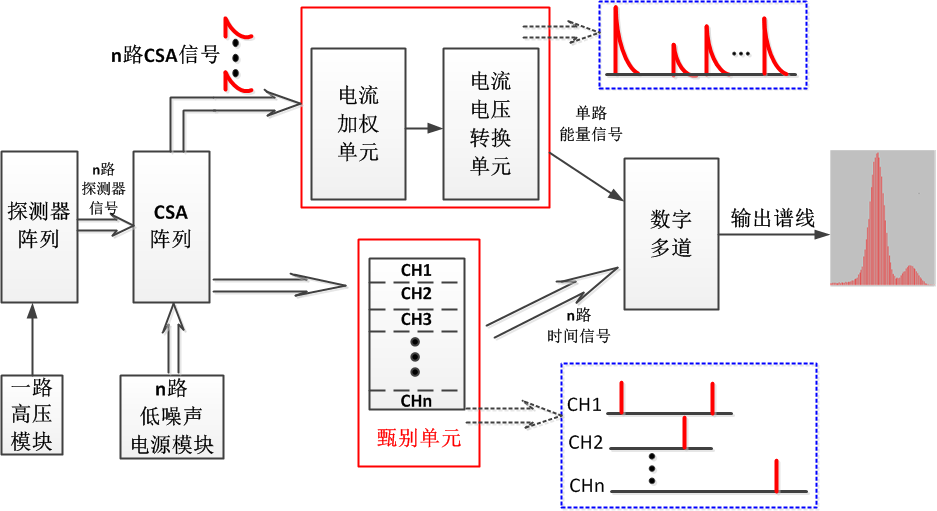 n路CSA信号
电流
加权
单元
电流
电压
转换
单元
单路
能量信号
n路
探测器
信号
探测器
阵列
CSA
阵列
数字
多道
输出谱线
CH1
CH2
CH3
CHn
甄别单元
n路
时间信号
一路
高压
模块
n路
低噪声
电源模块
CH1
CH2
CHn